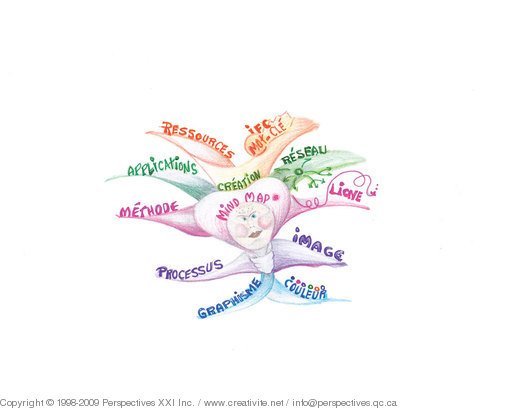 RESSOURCES
iFC
MOT-CLÉ
APPLICATIONS
RÉSEAU
CRÉATION
LIGNE
MÉTHODE
MIND MAP®
IMAGE
PROCESSUS
GRAPHISME
COULEUR
Copyright © 1998-2009 Perspectives XXI Inc. / www.creativite.net / info@perspectives.qc.ca